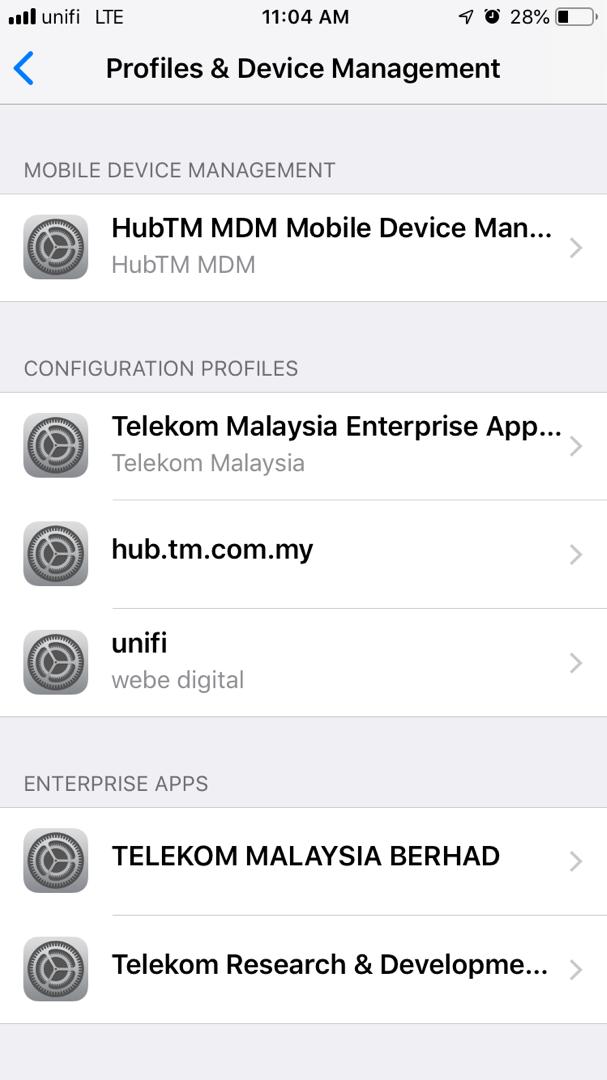 unifi LTE 11:04 AM 28%
Profiles & Device Management
MOBILE DEVICE MANAGEMENT
HubTM MDM Mobile Device Man...
HubTM MDM
CONFIGURATION PROFILES
Telekom Malaysia Enterprise App...
Telekom Malaysia
hub.tm.com.my
unifi
webe digital
ENTERPRISE APPS
TELEKOM MALAYSIA BERHAD
Telekom Research & Developme...